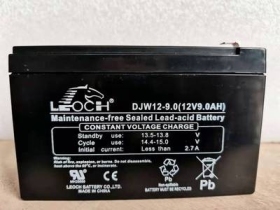 LEOCH
DJW12-9.0(12V9.0AH)
Maintenance-free Sealed Lead-acid Battery
CONSTANT VOLTAGE CHARGE
Standby use 13.5-13.8 V
Cycle 14.4-15.0 V
Initial Current Less than 2.7A
Pb
LEOCH BATTERY CO., LTD.
MADE IN CHINA
Pb